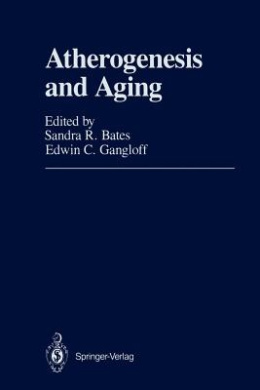 Atherogenesis
and Aging
Edited by
Sandra R. Bates
Edwin C. Gangloff
Springer-Verlag